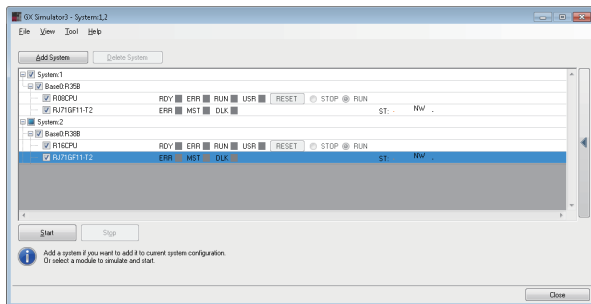 GX Simulator3 - System:1,2
File View Tool Help
Add System Delete System
System:1
Base0:R35B
R08CPU RDY ERR RUN USR RESET STOP RUN
RJ71GF11-T2 ERR MST DLK ST: - NW -
System:2
Base0:R38B
R16CPU RDY ERR RUN USR RESET STOP RUN
RJ71GF11-T2 ERR MST DLK ST: NW -
Start Stop
Add a system if you want to add it to current system configuration.
Or select a module to simulate and start.
Close